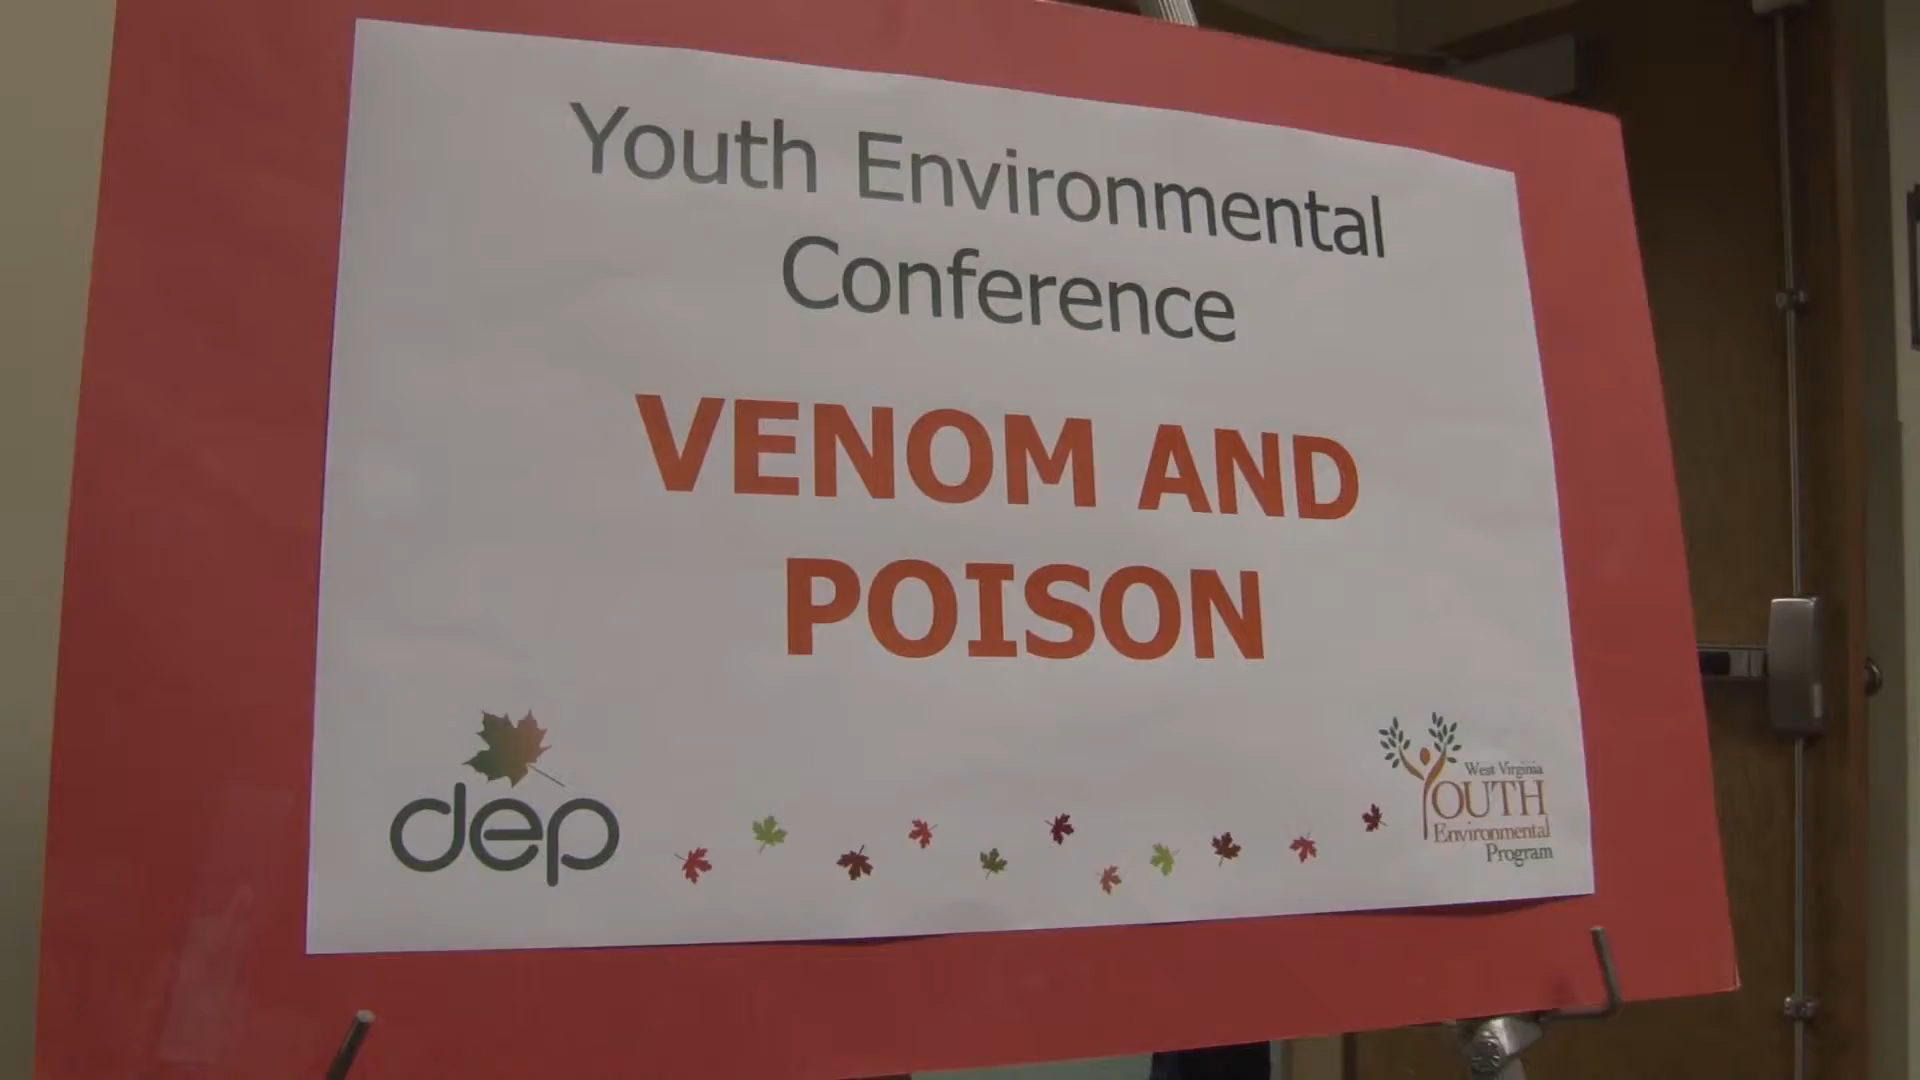 Youth Environmental
Conference
VENOM AND
POISON
dep
West Virginia
YOUTH
Environmental
Program